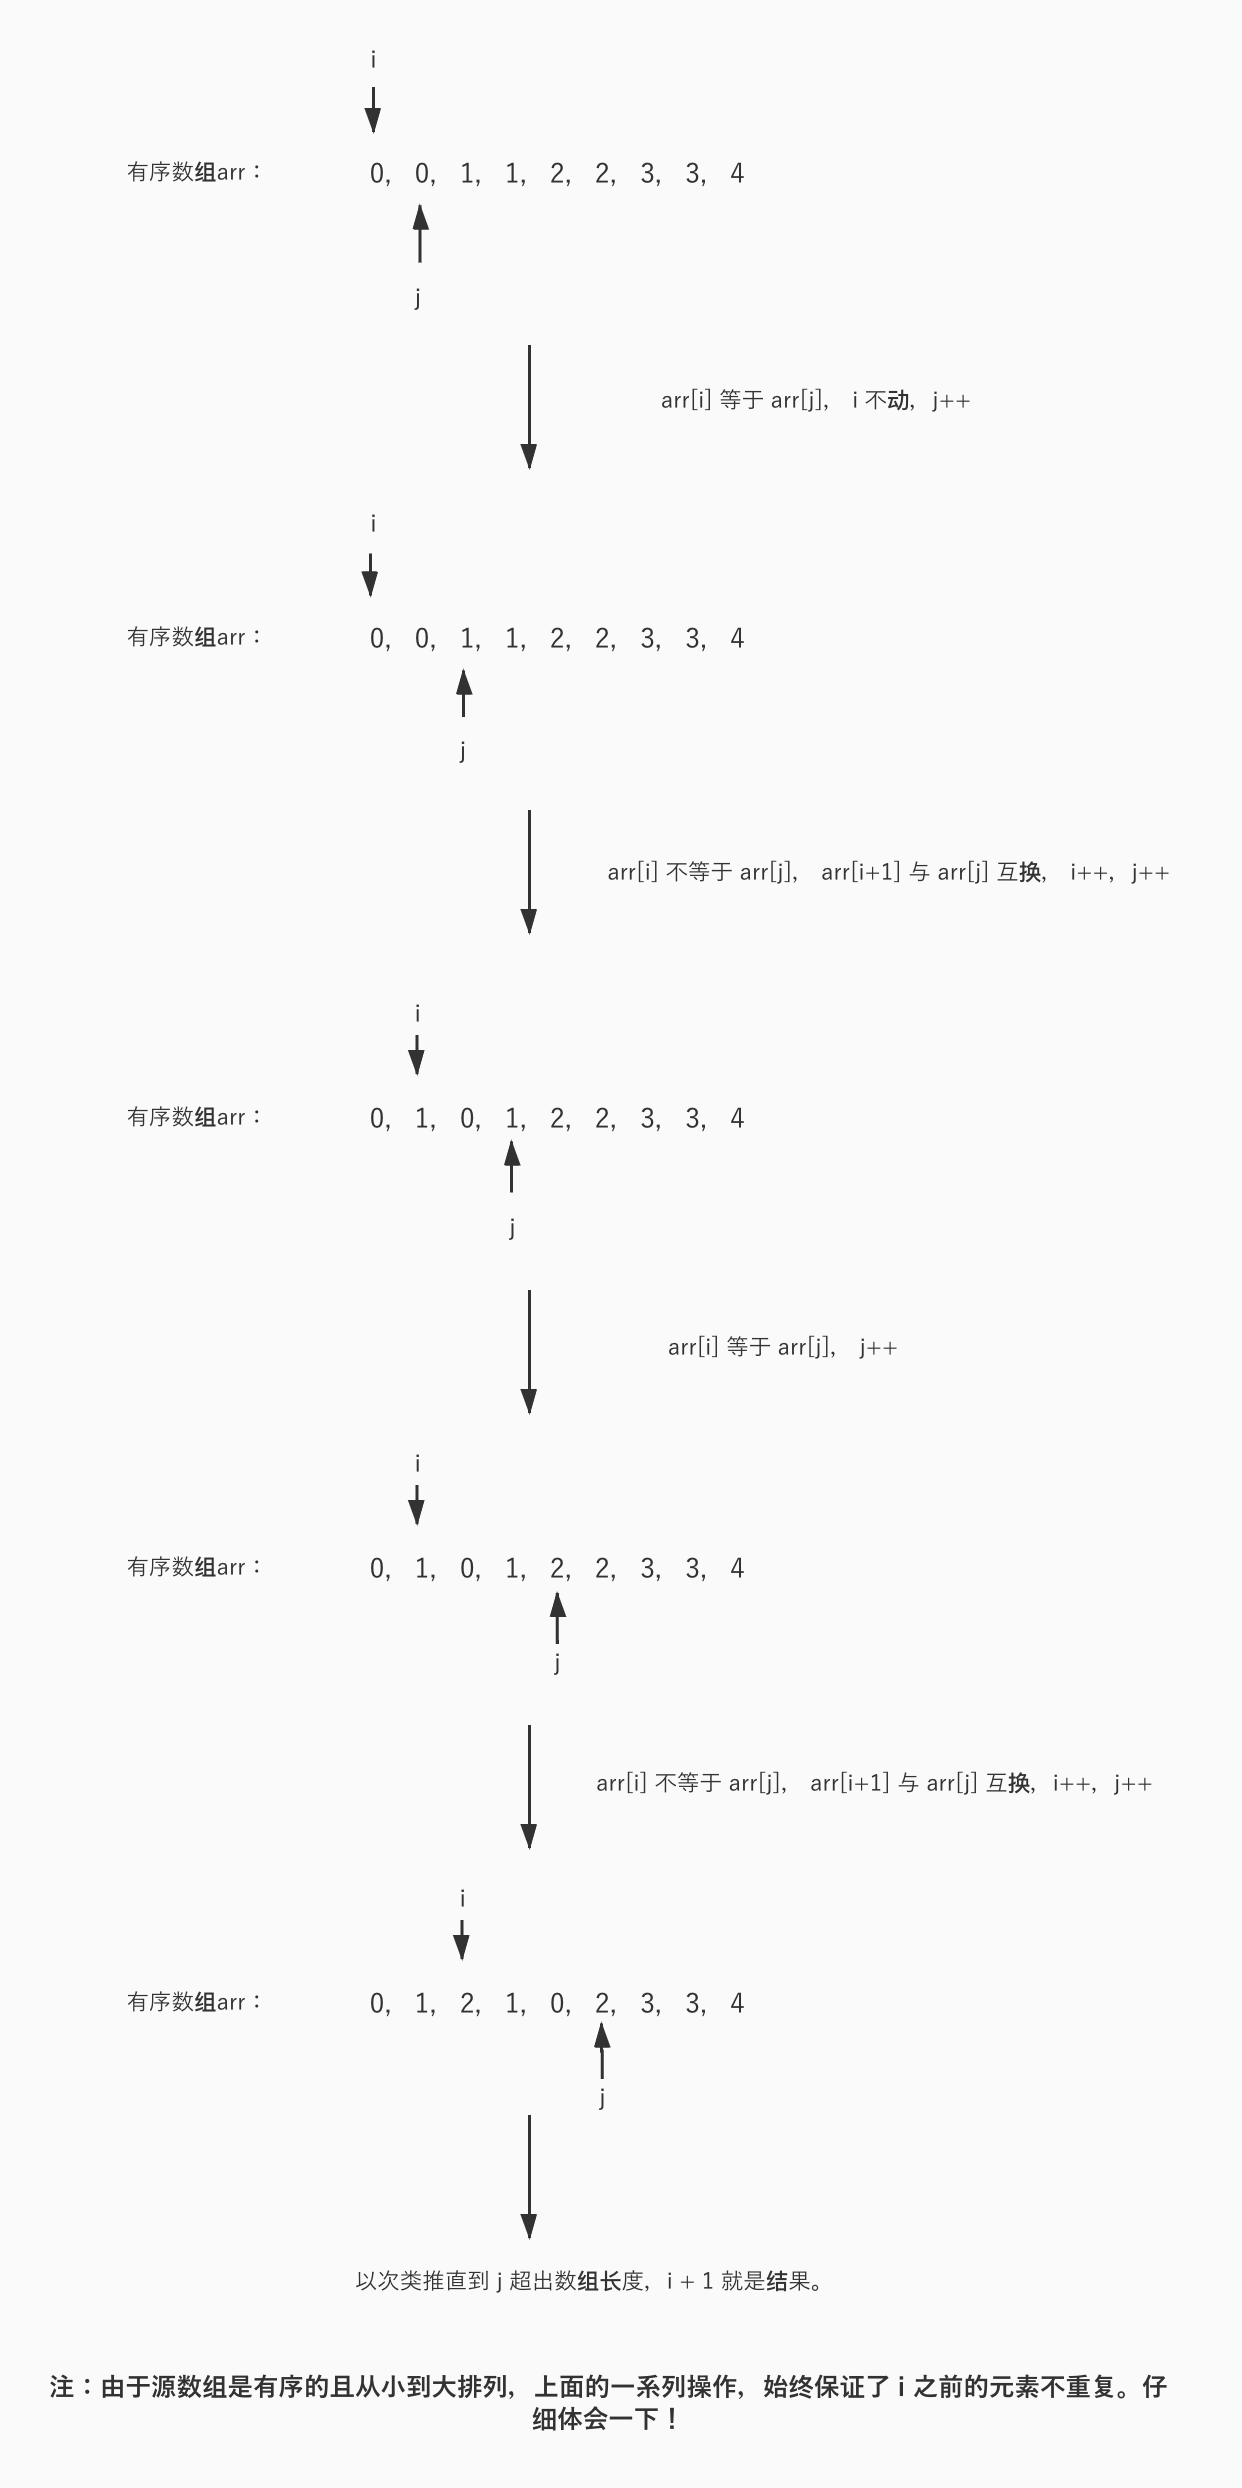 i
有序数组arr： 0, 0, 1, 1, 2, 2, 3, 3, 4
j
arr[i] 等于 arr[j], i 不动, j++
i
有序数组arr： 0, 0, 1, 1, 2, 2, 3, 3, 4
j
arr[i] 不等于 arr[j], arr[i+1] 与 arr[j] 互换, i++, j++
i
有序数组arr： 0, 1, 0, 1, 2, 2, 3, 3, 4
j
arr[i] 等于 arr[j], j++
i
有序数组arr： 0, 1, 0, 1, 2, 2, 3, 3, 4
j
arr[i] 不等于 arr[j], arr[i+1] 与 arr[j] 互换, i++, j++
i
有序数组arr： 0, 1, 2, 1, 0, 2, 3, 3, 4
j
以次类推直到 j 超出数组长度, i + 1 就是结果。
注：由于源数组是有序的且从小到大排列, 上面的一系列操作, 始终保证了 i 之前的元素不重复。仔
细体会一下！